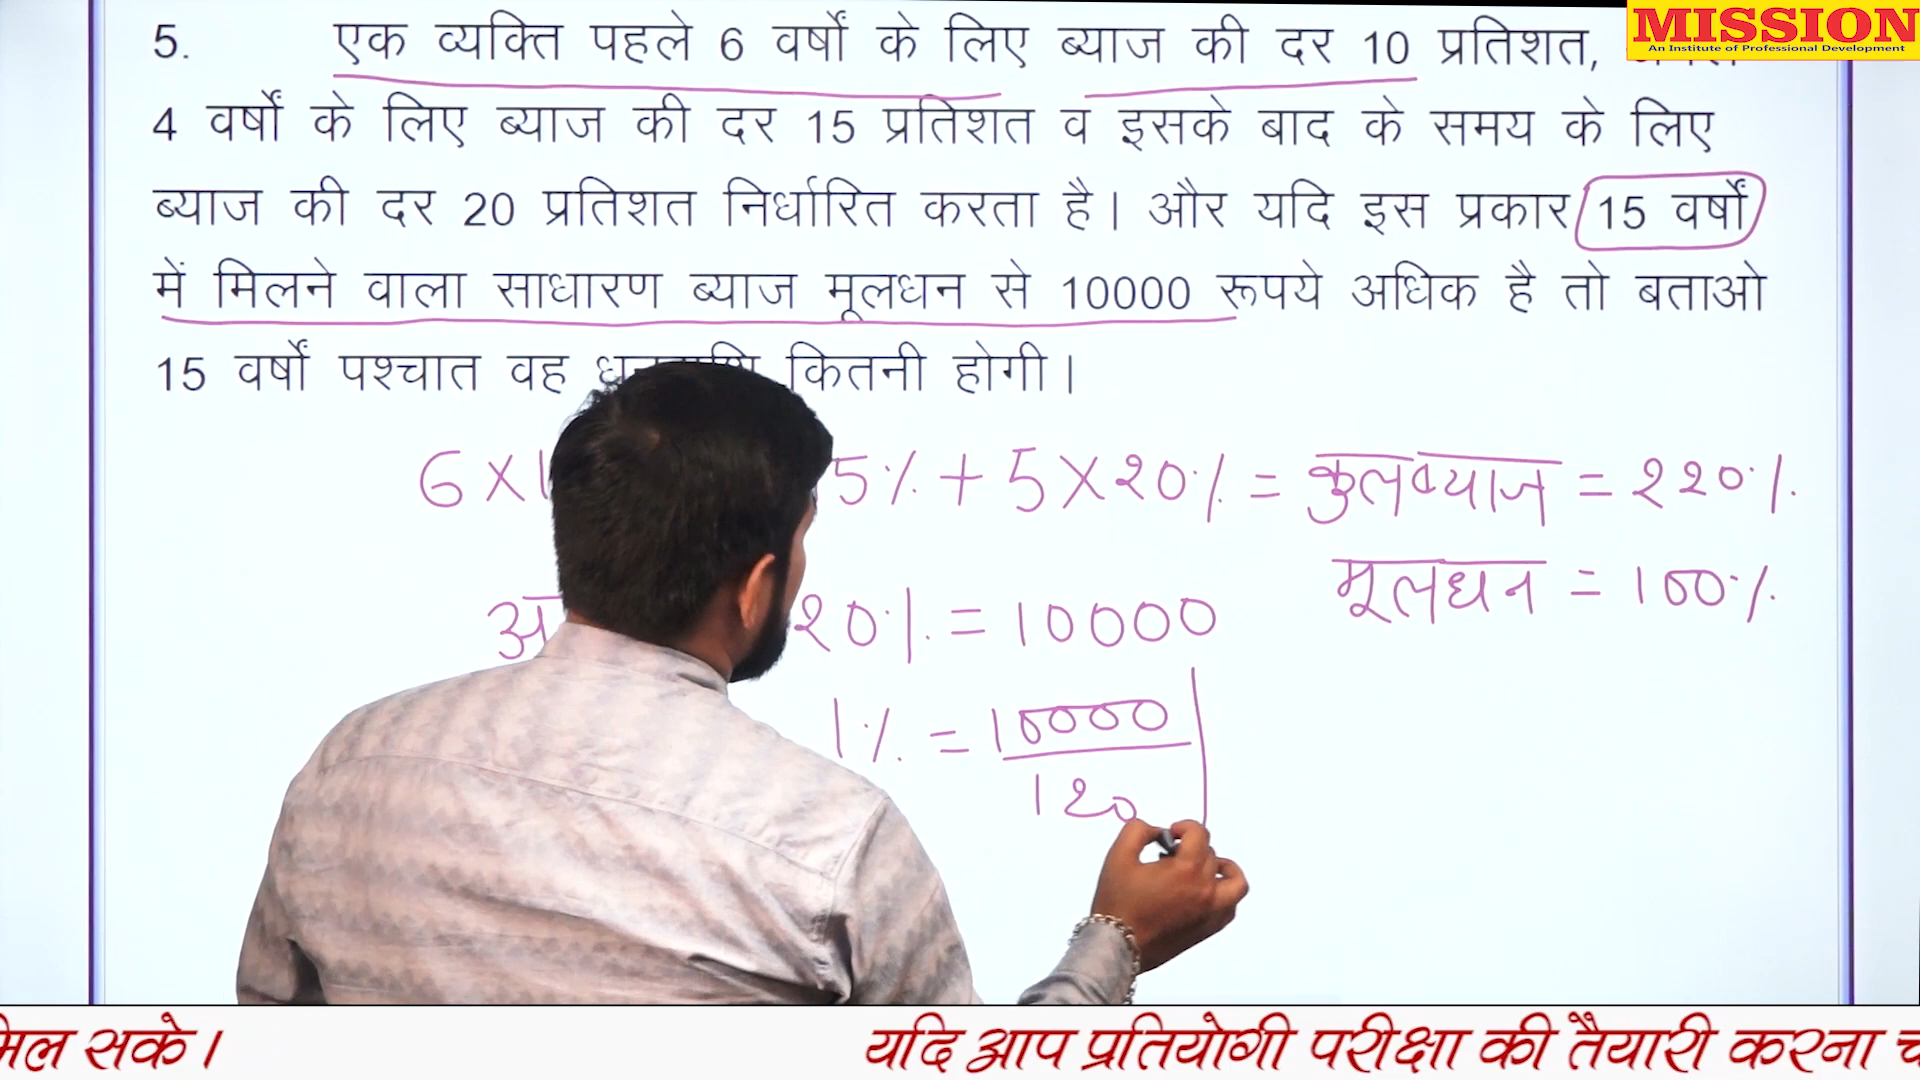 MISSION
An Institute of Professional Development
5. एक व्यक्ति पहले 6 वर्षों के लिए ब्याज की दर 10 प्रतिशत,
4 वर्षों के लिए ब्याज की दर 15 प्रतिशत व इसके बाद के समय के लिए
ब्याज की दर 20 प्रतिशत निर्धारित करता है। और यदि इस प्रकार 15 वर्षों
में मिलने वाला साधारण ब्याज मूलधन से 10000 रूपये अधिक है तो बताओ
15 वर्षों पश्चात वह कितनी होगी।
6 X 1 5% + 5 X 20% = कुलब्याज = 220%
मूलधन = 100%
20% = 10000
1% = 10000
120
मिल सके। यदि आप प्रतियोगी परीक्षा की तैयारी करना